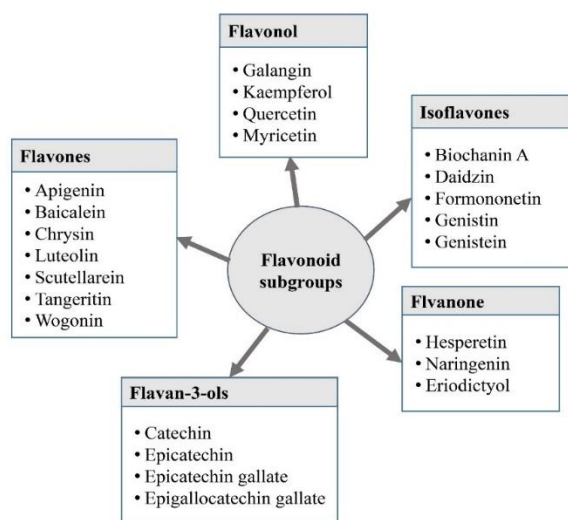 Flavonol
• Galangin
• Kaempferol
• Quercetin
• Myricetin
Isoflavones
• Biochanin A
• Daidzin
• Formononetin
• Genistin
• Genistein
Flavones
• Apigenin
• Baicalein
• Chrysin
• Luteolin
• Scutellarein
• Tangeritin
• Wogonin
Flavonoid
subgroups
Flvanone
• Hesperetin
• Naringenin
• Eriodictyol
Flavan-3-ols
• Catechin
• Epicatechin
• Epicatechin gallate
• Epigallocatechin gallate